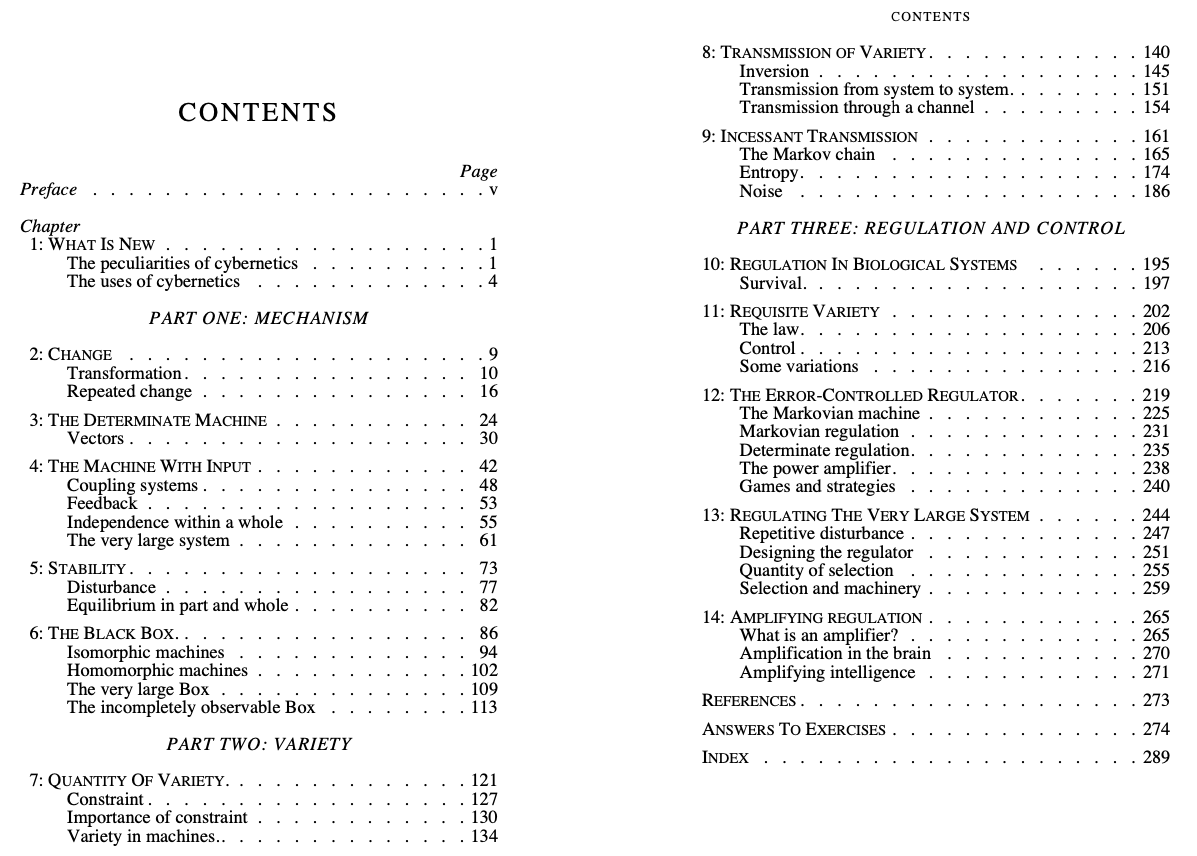 CONTENTS
Page
Preface . . . . . . . . . . . . . . . . . . . . . . v
Chapter
1: WHAT IS NEW . . . . . . . . . . . . . . . . . . 1
The peculiarities of cybernetics . . . . . . . . . . 1
The uses of cybernetics . . . . . . . . . . . . . 4
PART ONE: MECHANISM
2: CHANGE . . . . . . . . . . . . . . . . . . . . 9
Transformation . . . . . . . . . . . . . . . . 10
Repeated change . . . . . . . . . . . . . . . 16
3: THE DETERMINATE MACHINE . . . . . . . . . . . 24
Vectors . . . . . . . . . . . . . . . . . . . 30
4: THE MACHINE WITH INPUT . . . . . . . . . . . . 42
Coupling systems . . . . . . . . . . . . . . . 48
Feedback . . . . . . . . . . . . . . . . . . 53
Independence within a whole . . . . . . . . . . 55
The very large system . . . . . . . . . . . . . 61
5: STABILITY . . . . . . . . . . . . . . . . . . . 73
Disturbance . . . . . . . . . . . . . . . . . 77
Equilibrium in part and whole . . . . . . . . . . 82
6: THE BLACK BOX. . . . . . . . . . . . . . . . . 86
Isomorphic machines . . . . . . . . . . . . . 94
Homomorphic machines . . . . . . . . . . . . 102
The very large Box . . . . . . . . . . . . . . 109
The incompletely observable Box . . . . . . . . 113
PART TWO: VARIETY
7: QUANTITY OF VARIETY. . . . . . . . . . . . . . 121
Constraint . . . . . . . . . . . . . . . . . . 127
Importance of constraint . . . . . . . . . . . . 130
Variety in machines.. . . . . . . . . . . . . . 134
CONTENTS
8: TRANSMISSION OF VARIETY . . . . . . . . . . . . 140
Inversion . . . . . . . . . . . . . . . . . . 145
Transmission from system to system. . . . . . . . 151
Transmission through a channel . . . . . . . . . 154
9: INCESSANT TRANSMISSION . . . . . . . . . . . . 161
The Markov chain . . . . . . . . . . . . . . 165
Entropy. . . . . . . . . . . . . . . . . . . 174
Noise . . . . . . . . . . . . . . . . . . . 186
PART THREE: REGULATION AND CONTROL
10: REGULATION IN BIOLOGICAL SYSTEMS . . . . . . 195
Survival. . . . . . . . . . . . . . . . . . . 197
11: REQUISITE VARIETY . . . . . . . . . . . . . . 202
The law. . . . . . . . . . . . . . . . . . . 206
Control . . . . . . . . . . . . . . . . . . . 213
Some variations . . . . . . . . . . . . . . . 216
12: THE ERROR-CONTROLLED REGULATOR. . . . . . . 219
The Markovian machine . . . . . . . . . . . . 225
Markovian regulation . . . . . . . . . . . . . 231
Determinate regulation. . . . . . . . . . . . . 235
The power amplifier. . . . . . . . . . . . . . 238
Games and strategies . . . . . . . . . . . . . 240
13: REGULATING THE VERY LARGE SYSTEM . . . . . . 244
Repetitive disturbance . . . . . . . . . . . . . 247
Designing the regulator . . . . . . . . . . . . 251
Quantity of selection . . . . . . . . . . . . . 255
Selection and machinery . . . . . . . . . . . . 259
14: AMPLIFYING REGULATION . . . . . . . . . . . . 265
What is an amplifier? . . . . . . . . . . . . . 265
Amplification in the brain . . . . . . . . . . . 270
Amplifying intelligence . . . . . . . . . . . . 271
REFERENCES . . . . . . . . . . . . . . . . . . . 273
ANSWERS TO EXERCISES . . . . . . . . . . . . . . 274
INDEX . . . . . . . . . . . . . . . . . . . . . 289